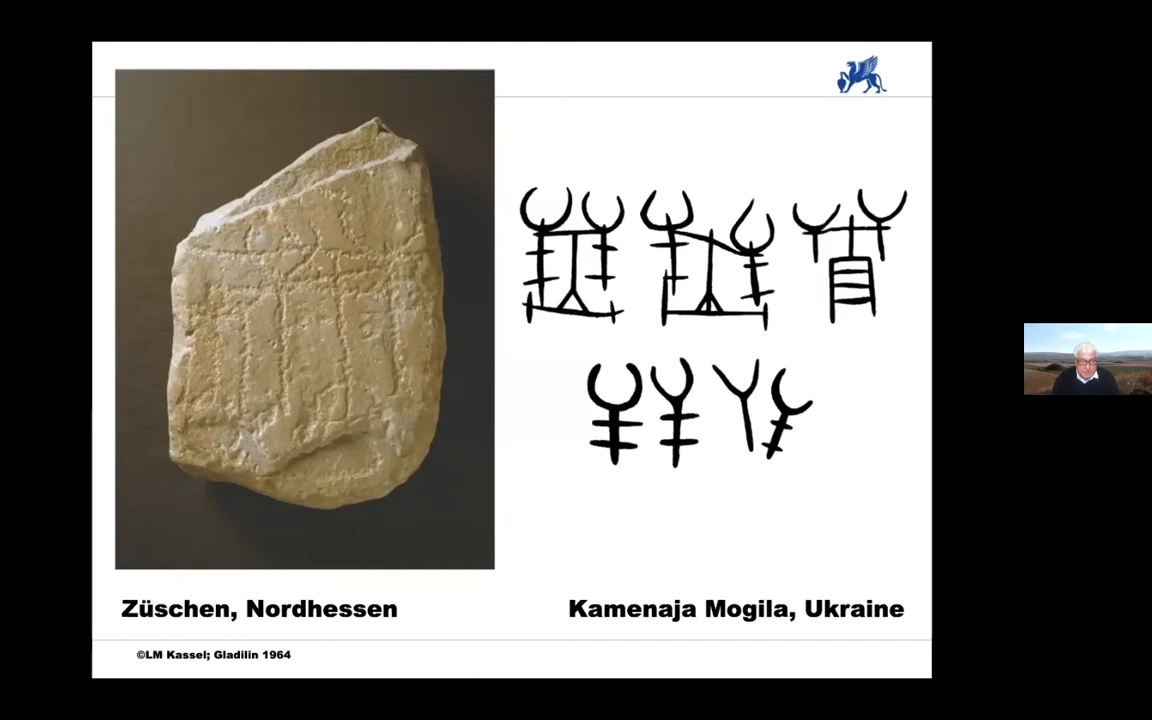 Züschen, Nordhessen
Kamenaja Mogila, Ukraine
©LM Kassel; Gladilin 1964